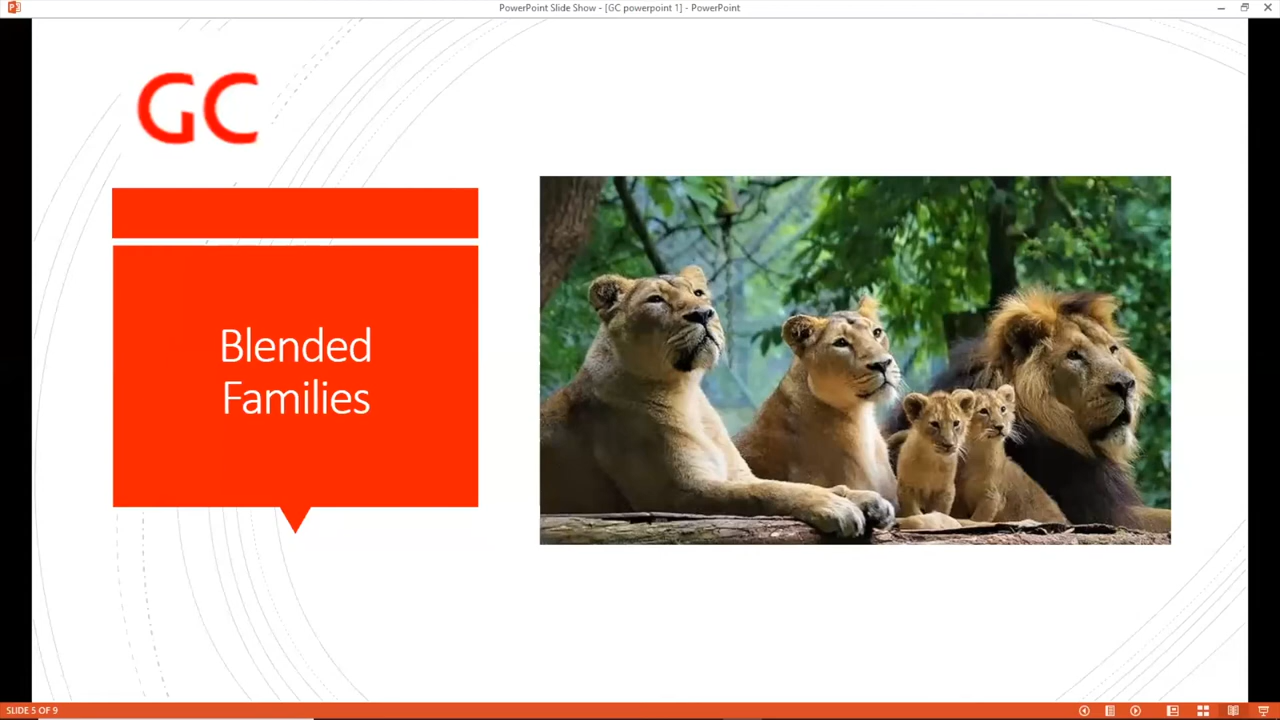 PowerPoint Slide Show - [GC powerpoint 1] - PowerPoint
GC
Blended
Families
SLIDE 5 OF 9